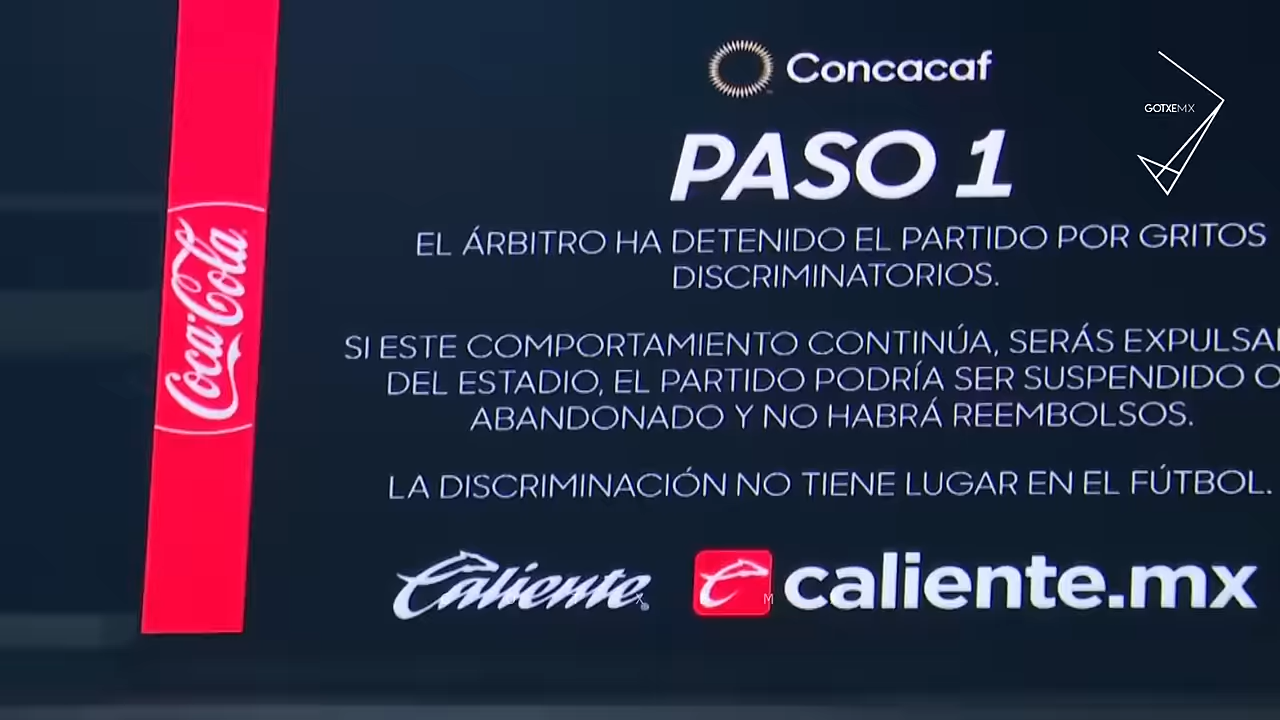 Concacaf
GOTXEMX
PASO 1
EL ÁRBITRO HA DETENIDO EL PARTIDO POR GRITOS
DISCRIMINATORIOS.
SI ESTE COMPORTAMIENTO CONTINÚA, SERÁS EXPULSA
DEL ESTADIO, EL PARTIDO PODRÍA SER SUSPENDIDO O
ABANDONADO Y NO HABRÁ REEMBOLSOS.
LA DISCRIMINACIÓN NO TIENE LUGAR EN EL FÚTBOL.
Coca-Cola
Caliente
caliente.mx